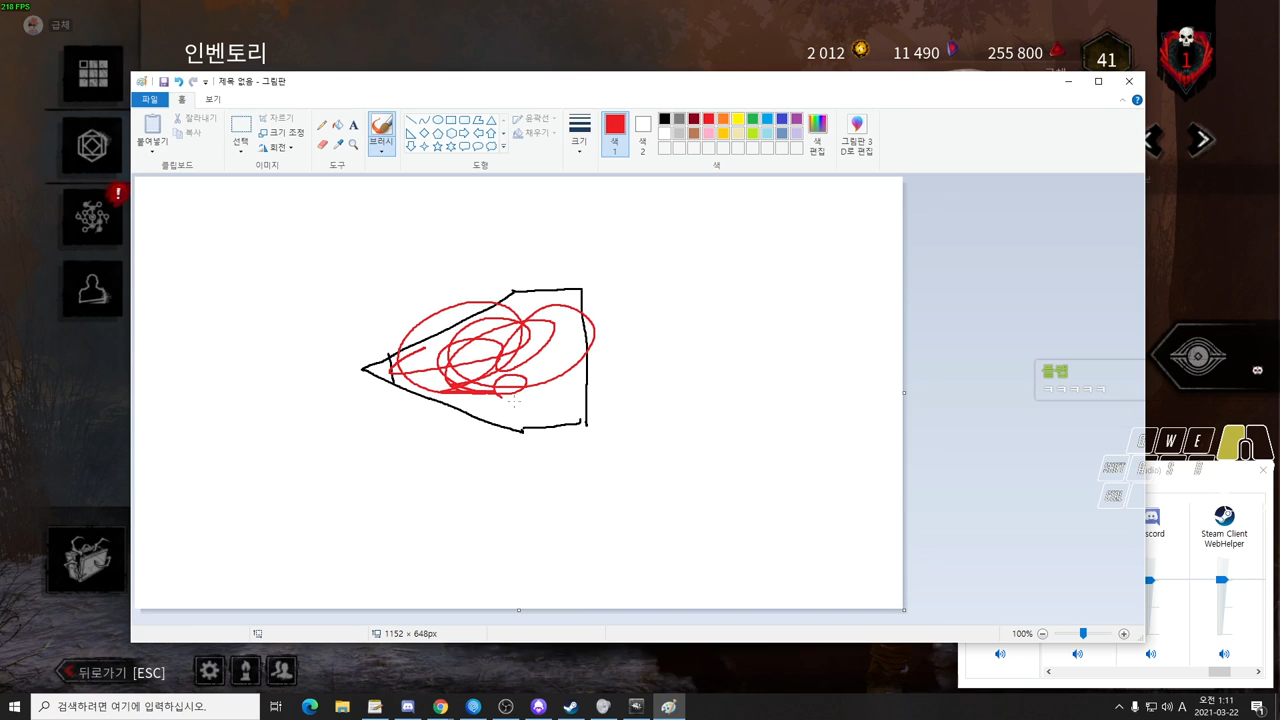 218 FPS
급체
인벤토리
2 012
11 490
255 800
41
1
제목 없음 - 그림판
파일
홈
보기
붙여넣기
잘라내기
복사
클립보드
선택
자르기
크기 조정
회전
이미지
A
도구
브러시
윤곽선
채우기
도형
크기
색
1
색
2
색
편집
그림판 3
D로 편집
색
!
ㅋㅋㅋㅋㅋ
W
E
Steam Client
WebHelper
1152 × 648px
100%
뒤로가기 [ESC]
검색하려면 여기에 입력하십시오.
A
오전 1:11
2021-03-22